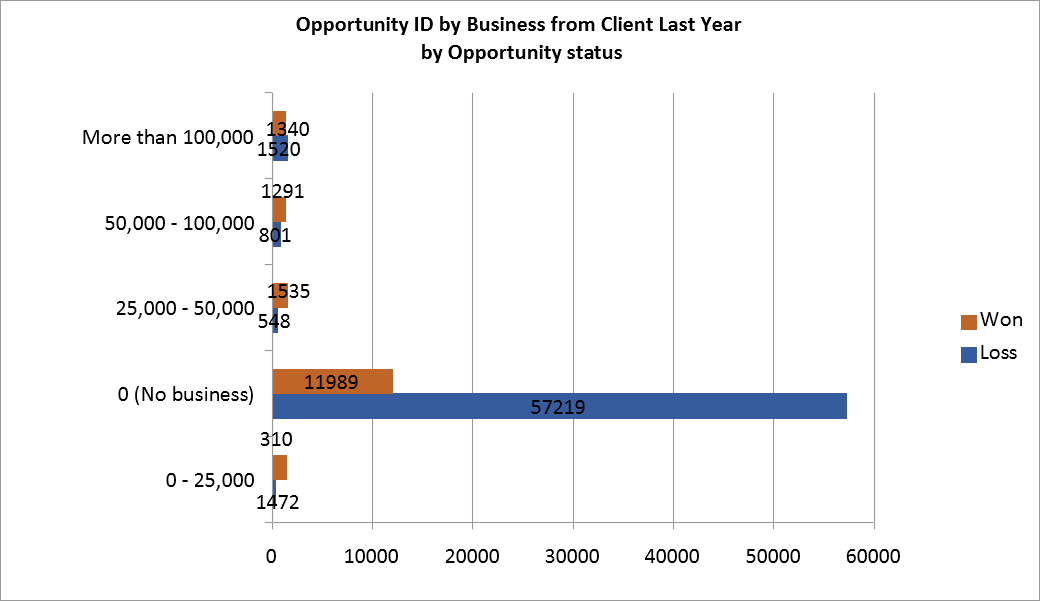 Opportunity ID by Business from Client Last Year
by Opportunity status
More than 100,000
1340
1520
50,000 - 100,000
1291
801
25,000 - 50,000
1535
548
0 (No business)
11989
57219
0 - 25,000
310
1472
Won
Loss
0 10000 20000 30000 40000 50000 60000